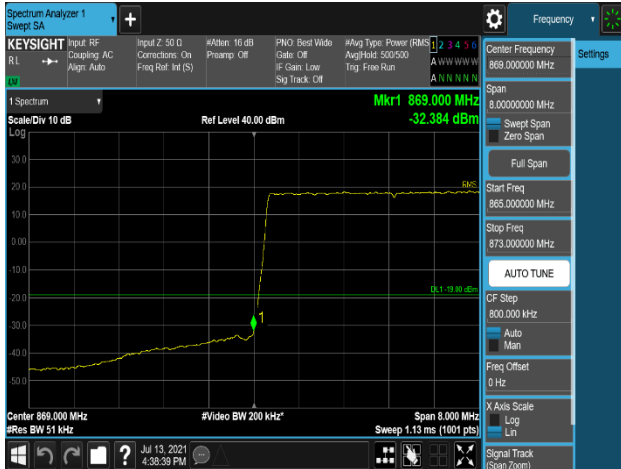 Spectrum Analyzer 1
Swept SA
+
Frequency
KEYSIGHT
R L
LV
Input: RF
Coupling: AC
Align: Auto
Input Z: 50 Ω
Corrections: On
Freq Ref: Int (S)
#Atten: 16 dB
Preamp: Off
PNO: Best Wide
Gate: Off
IF Gain: Low
Sig Track: Off
#Avg Type: Power (RMS
Avg|Hold: 500/500
Trig: Free Run
1 2 3 4 5 6
A W W W W W
A N N N N N
1 Spectrum
Scale/Div 10 dB
Log
Ref Level 40.00 dBm
Mkr1 869.000 MHz
-32.384 dBm
30.0
20.0
10.0
0.00
-10.0
-20.0
-30.0
-40.0
-50.0
RMS
DL1 -19.00 dBm
1
Center 869.000 MHz
#Res BW 51 kHz
#Video BW 200 kHz*
Span 8.000 MHz
Sweep 1.13 ms (1001 pts)
Jul 13, 2021
4:38:39 PM
?
Center Frequency
869.000000 MHz
Settings
Span
8.00000000 MHz
Swept Span
Zero Span
Full Span
Start Freq
865.000000 MHz
Stop Freq
873.000000 MHz
AUTO TUNE
CF Step
800.000 kHz
Auto
Man
Freq Offset
0 Hz
X Axis Scale
Log
Lin
Signal Track
(Span Zoom)